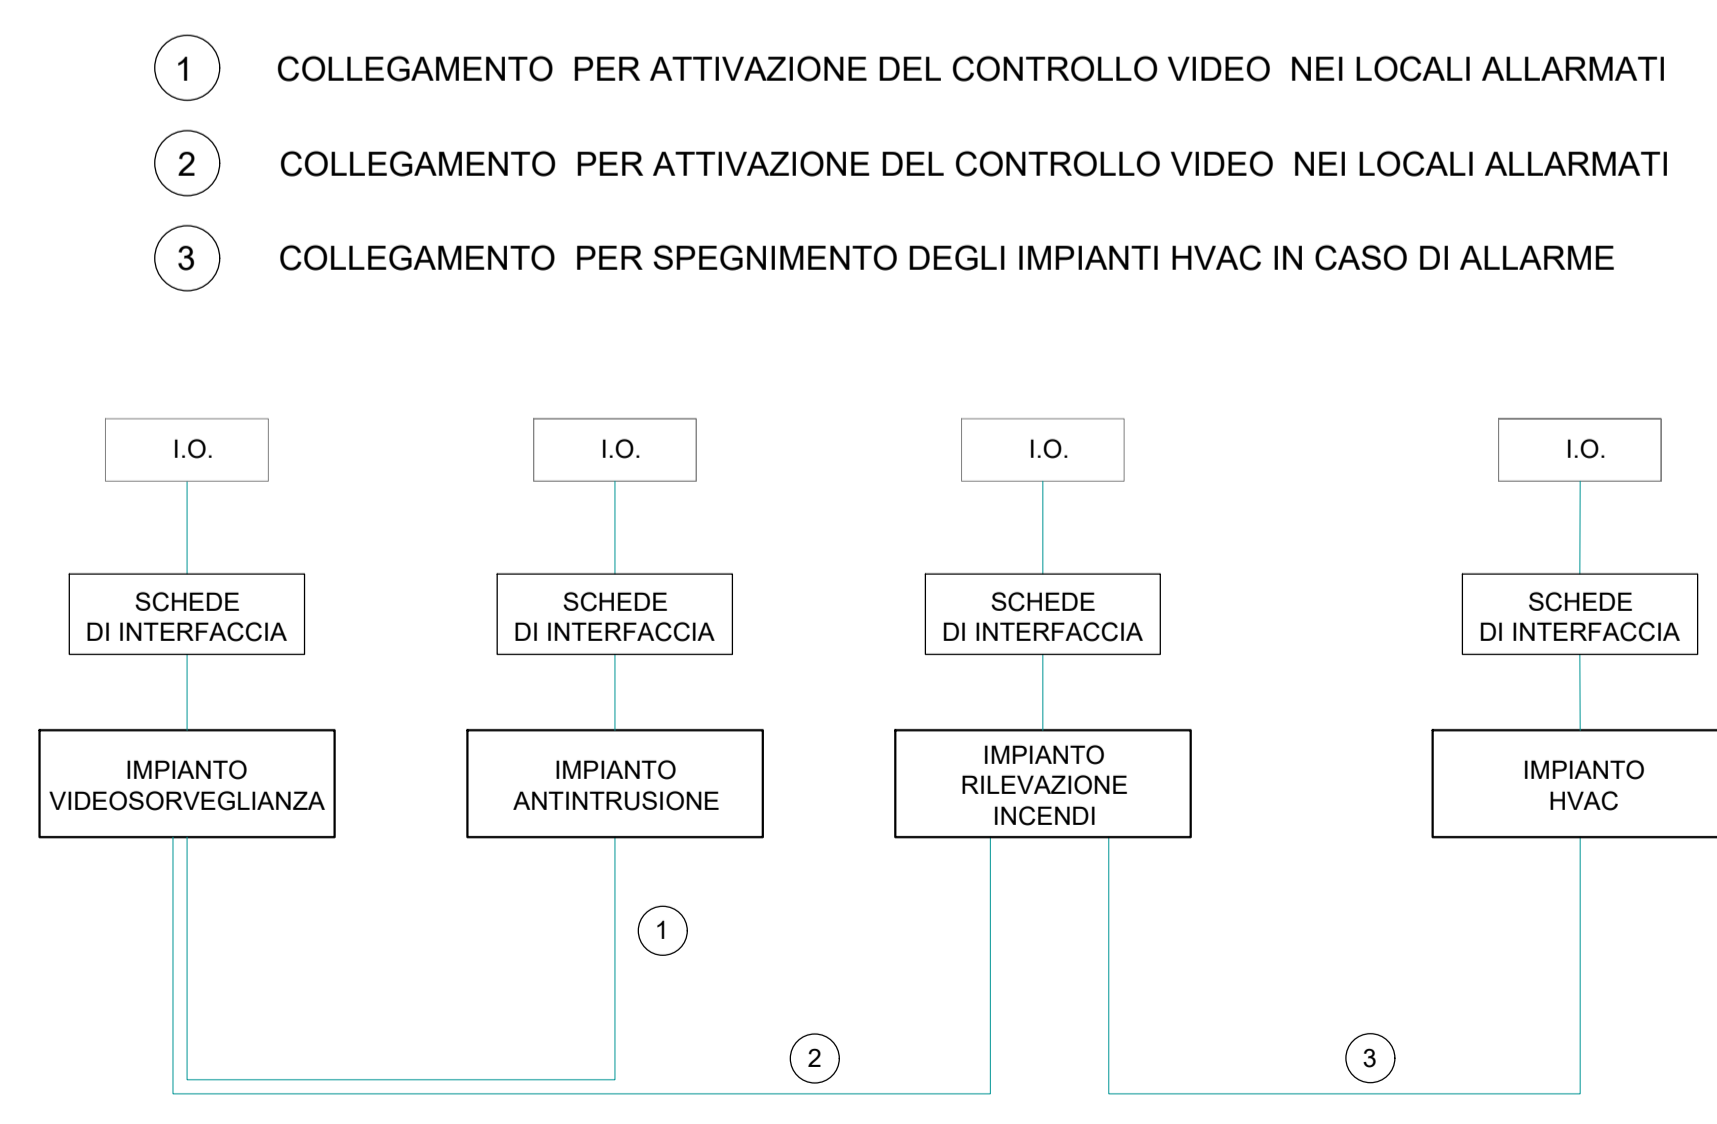 1 COLLEGAMENTO PER ATTIVAZIONE DEL CONTROLLO VIDEO NEI LOCALI ALLARMATI
2 COLLEGAMENTO PER ATTIVAZIONE DEL CONTROLLO VIDEO NEI LOCALI ALLARMATI
3 COLLEGAMENTO PER SPEGNIMENTO DEGLI IMPIANTI HVAC IN CASO DI ALLARME
I.O.
I.O.
I.O.
I.O.
SCHEDE
DI INTERFACCIA
SCHEDE
DI INTERFACCIA
SCHEDE
DI INTERFACCIA
SCHEDE
DI INTERFACCIA
IMPIANTO
VIDEOSORVEGLIANZA
IMPIANTO
ANTINTRUSIONE
IMPIANTO
RILEVAZIONE
INCENDI
IMPIANTO
HVAC
1
2
3